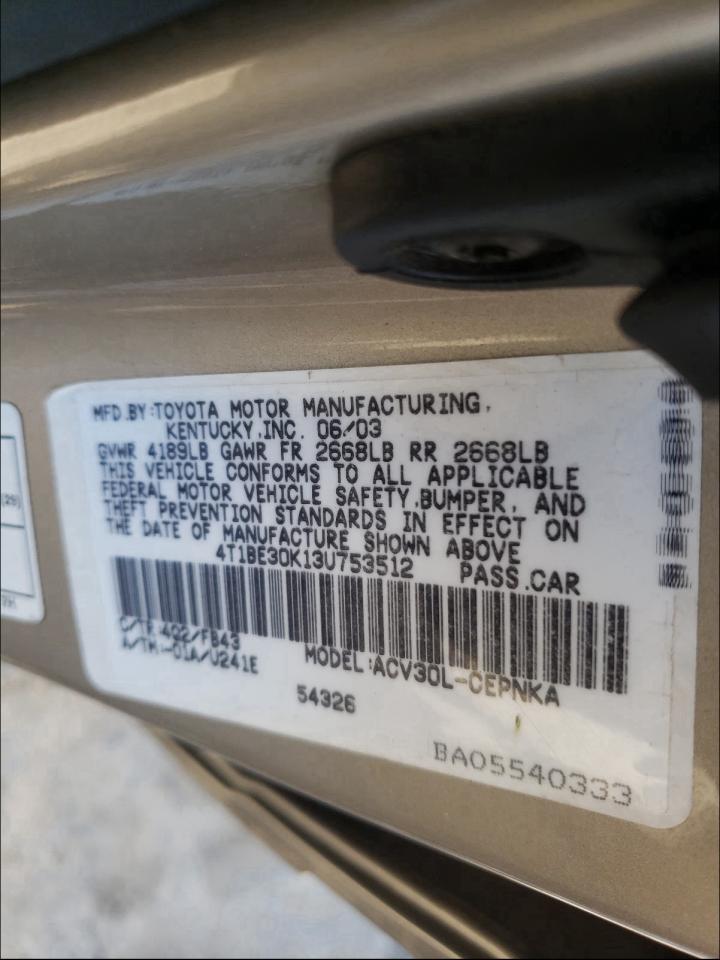 MFD.BY:TOYOTA MOTOR MANUFACTURING,
KENTUCKY,INC. 06/03
GVWR 4189LB GAWR FR 2668LB RR 2668LB
THIS VEHICLE CONFORMS TO ALL APPLICABLE
FEDERAL MOTOR VEHICLE SAFETY,BUMPER, AND
THEFT PREVENTION STANDARDS IN EFFECT ON
THE DATE OF MANUFACTURE SHOWN ABOVE
4T1BE30K13U753512 PASS.CAR
C/TR:4Q2/FB43
A/TM:-01A/U241E
MODEL:ACV30L-CEPNKA
54326
BA05540333
(29)